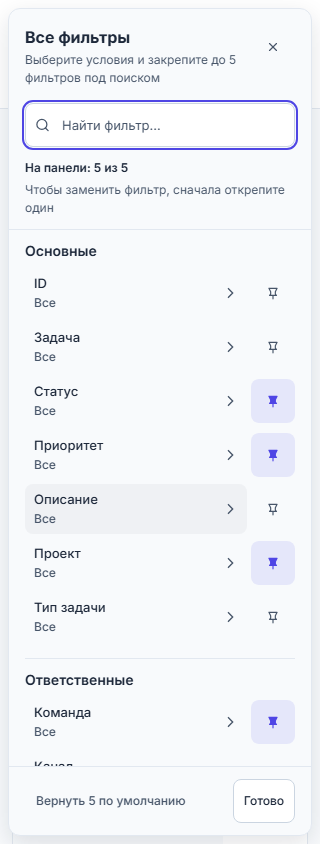 Все фильтры
Выберите условия и закрепите до 5
фильтров под поиском
Найти фильтр...
На панели: 5 из 5
Чтобы заменить фильтр, сначала открепите
один
Основные
ID
Все
Задача
Все
Статус
Все
Приоритет
Все
Описание
Все
Проект
Все
Тип задачи
Все
Ответственные
Команда
Все
Канал
Вернуть 5 по умолчанию
Готово